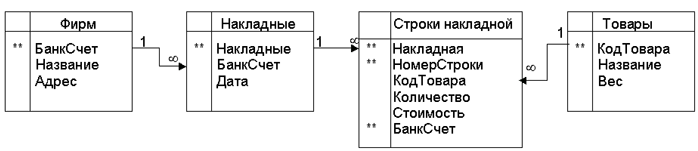 Фирм
** БанкСчет
Название
Адрес
1
∞
Накладные
** Накладные
БанкСчет
Дата
1
∞
Строки накладной
** Накладная
** НомерСтроки
КодТовара
Количество
Стоимость
** БанкСчет
1
∞
Товары
** КодТовара
Название
Вес